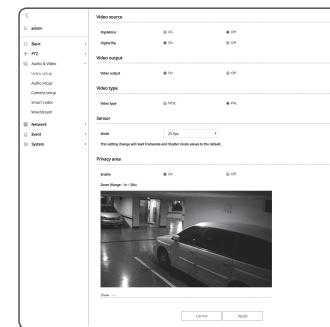 admin
Basic
PTZ
Audio & Video
Video setup
Audio setup
Camera setup
Smart codec
WiseStream
Network
Event
System
Video source
Flip/Mirror On Off
Digital flip On Off
Video output
Video output On Off
Video type
Video type NTSC PAL
Sensor
Mode 25 fps
This setting change will reset framerate and Shutter mode values to the default.
Privacy area
Enable On Off
Zoom (Range : 1x ~ 20x)
Cancel Apply